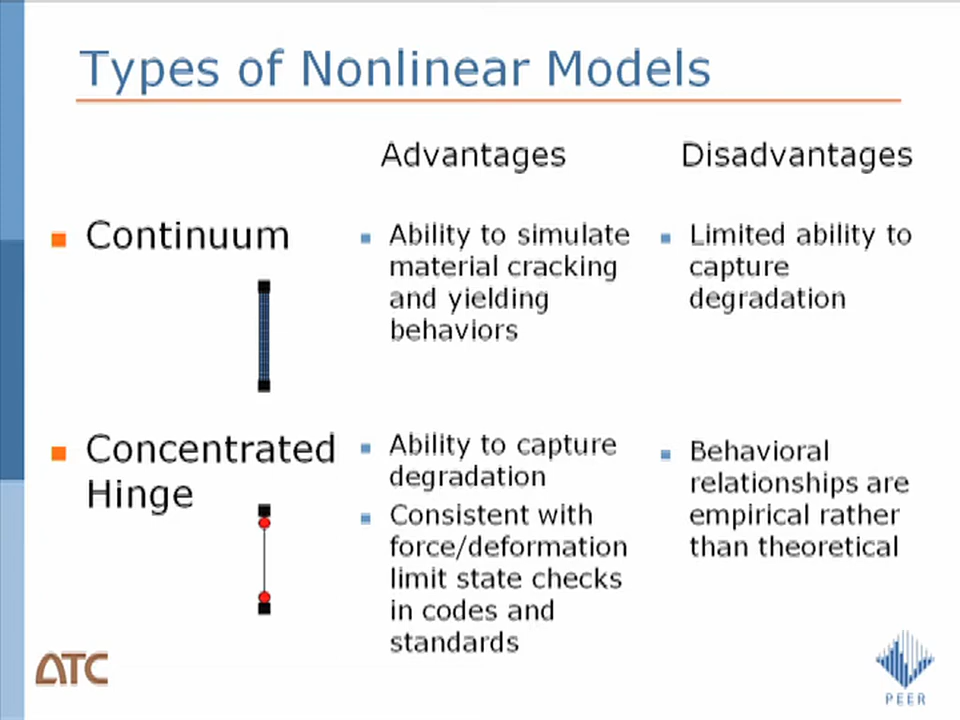 Types of Nonlinear Models
Advantages
Disadvantages
Continuum
Ability to simulate
material cracking
and yielding
behaviors
Limited ability to
capture
degradation
Concentrated
Hinge
Ability to capture
degradation
Consistent with
force/deformation
limit state checks
in codes and
standards
Behavioral
relationships are
empirical rather
than theoretical
ATC
PEER